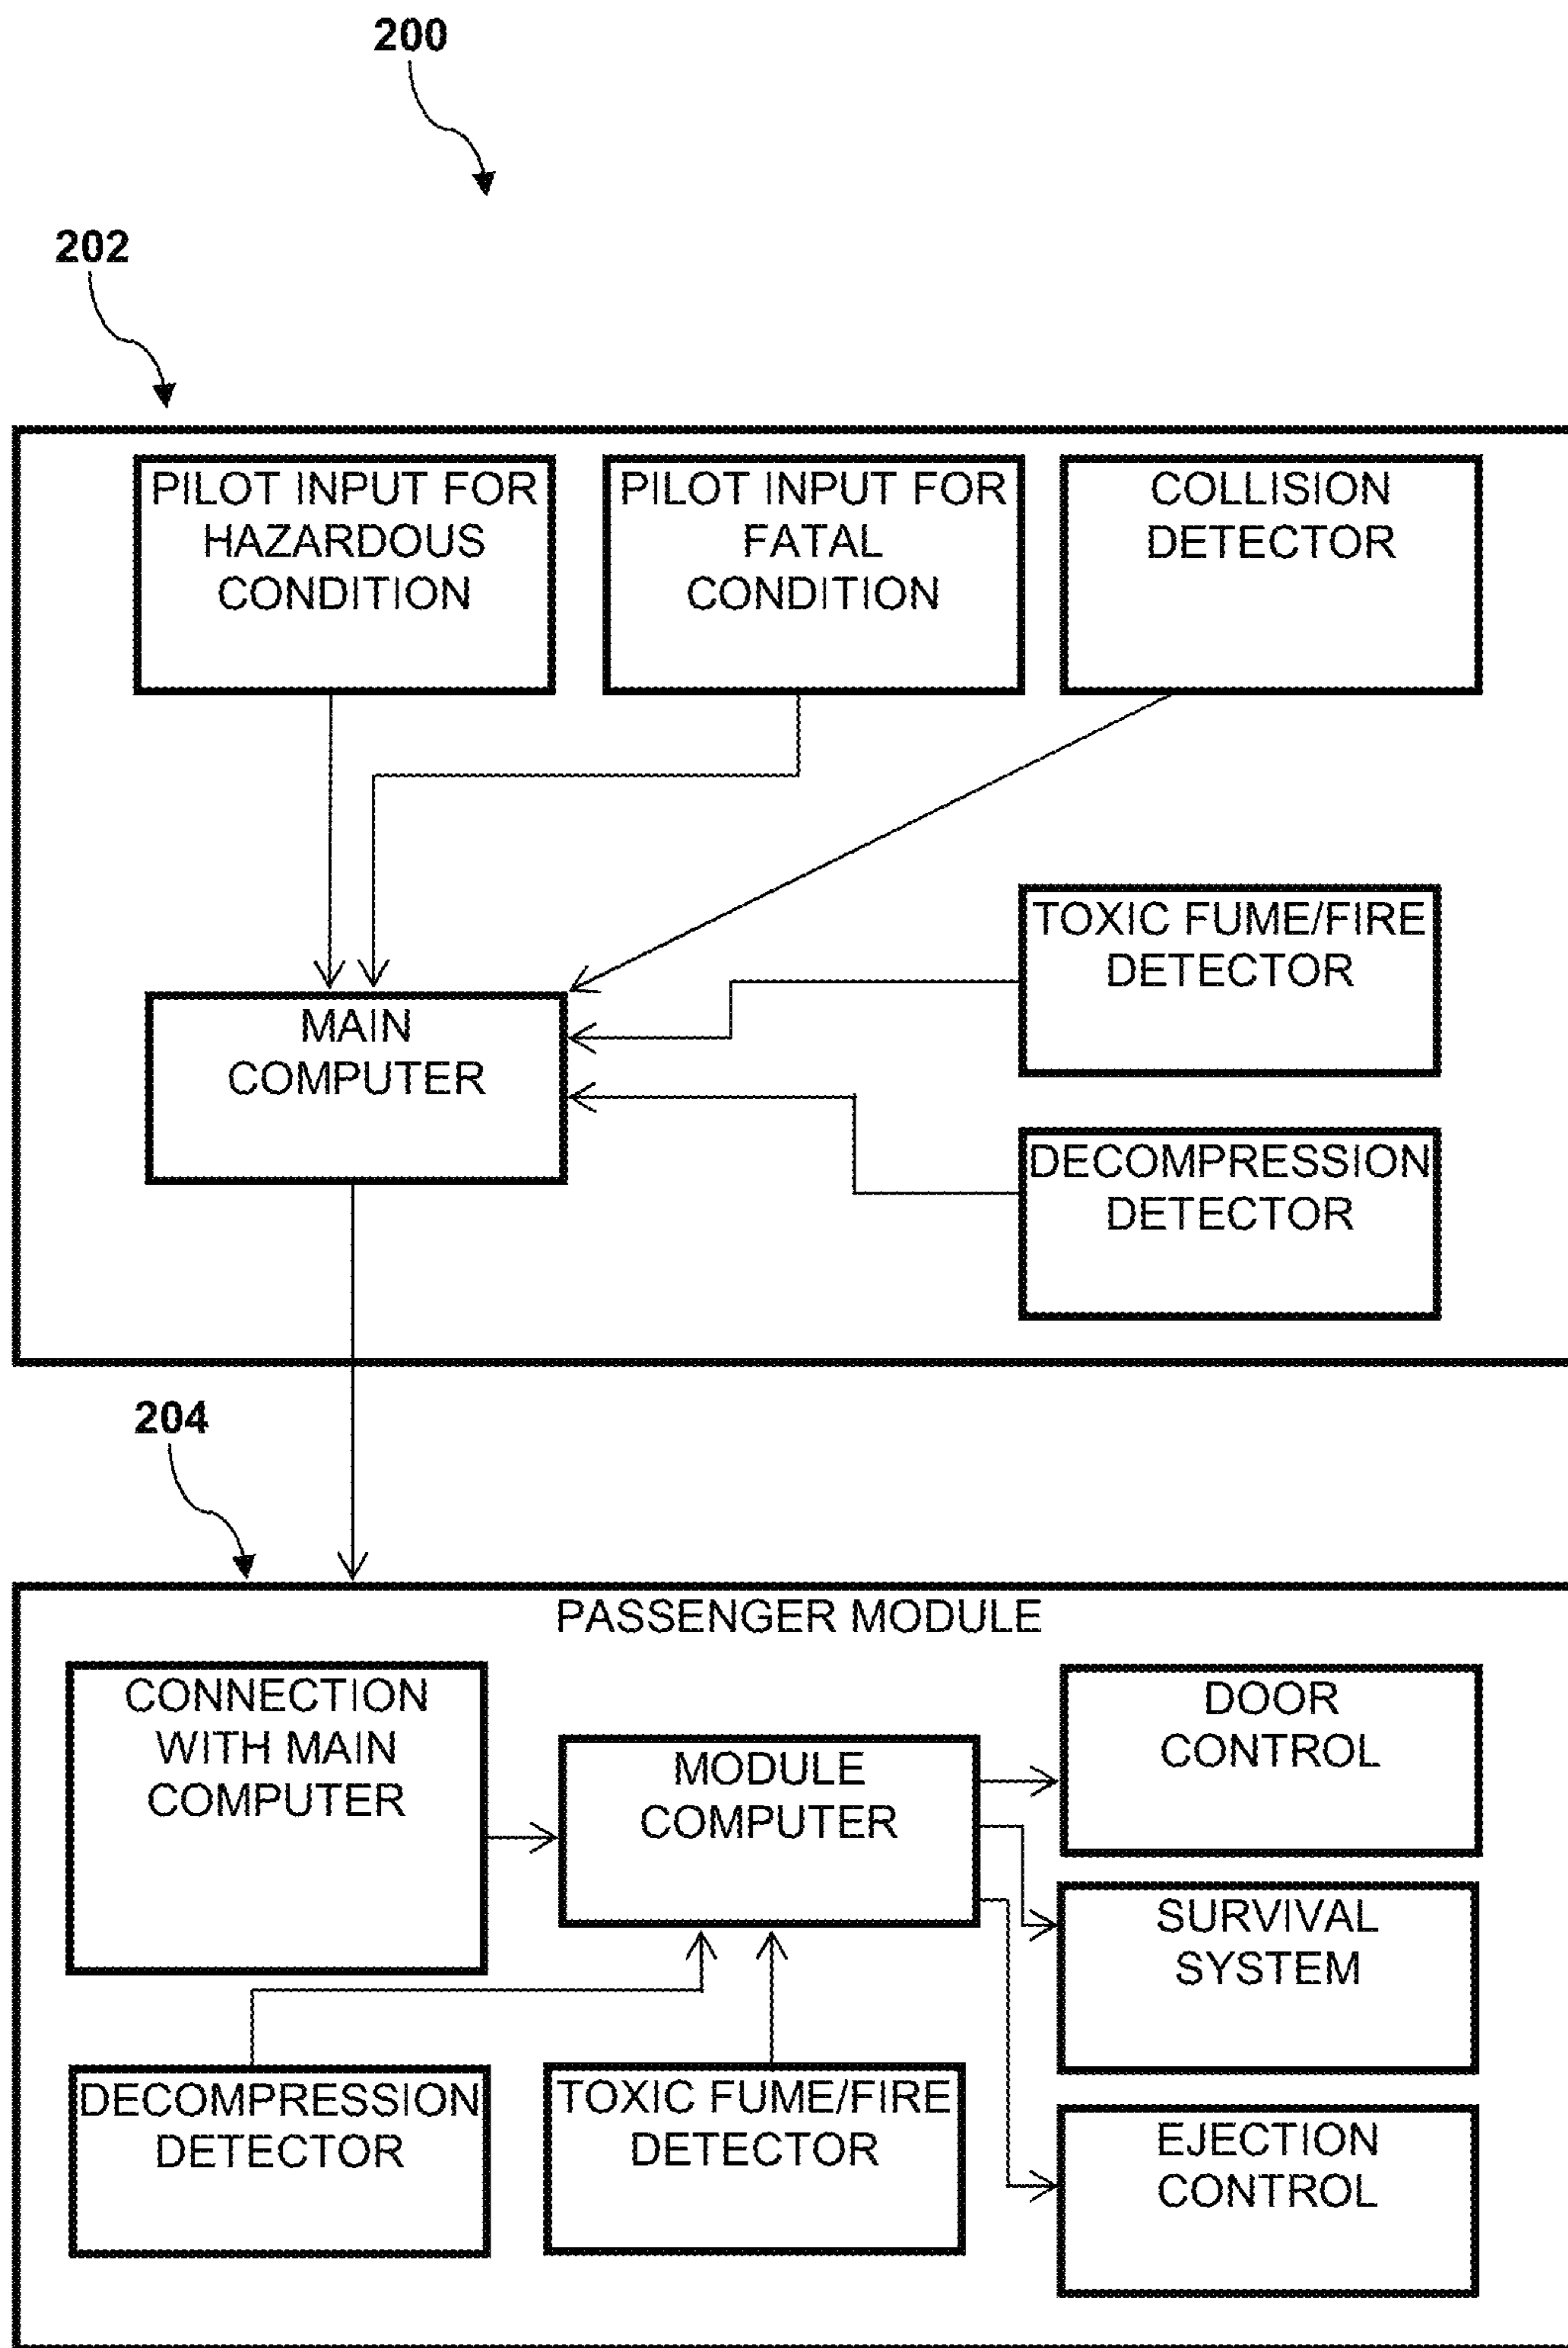 200
202
PILOT INPUT FOR
HAZARDOUS
CONDITION
PILOT INPUT FOR
FATAL
CONDITION
COLLISION
DETECTOR
TOXIC FUME/FIRE
DETECTOR
MAIN
COMPUTER
DECOMPRESSION
DETECTOR
204
PASSENGER MODULE
CONNECTION
WITH MAIN
COMPUTER
MODULE
COMPUTER
DOOR
CONTROL
SURVIVAL
SYSTEM
DECOMPRESSION
DETECTOR
TOXIC FUME/FIRE
DETECTOR
EJECTION
CONTROL